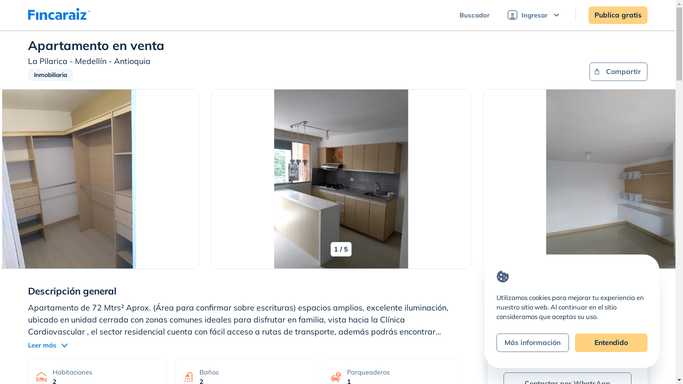 Fincaraíz
Buscador
Ingresar
Publica gratis
Apartamento en venta
La Pilarica - Medellín - Antioquia
Inmobiliaria
Compartir
1 / 5
Descripción general
Apartamento de 72 Mtrs² Aprox. (Área para confirmar sobre escrituras) espacios amplios, excelente iluminación,
ubicado en unidad cerrada con zonas comunes ideales para disfrutar en familia, vista hacia la Clínica
Cardiovascular , el sector residencial cuenta con fácil acceso a rutas de transporte, además podrás encontrar...
Leer más
Habitaciones
2
Baños
2
Parqueaderos
1
Utilizamos cookies para mejorar tu experiencia en
nuestro sitio web. Al continuar en el sitio
consideramos que aceptas su uso.
Más información
Entendido
Contactar por WhatsApp